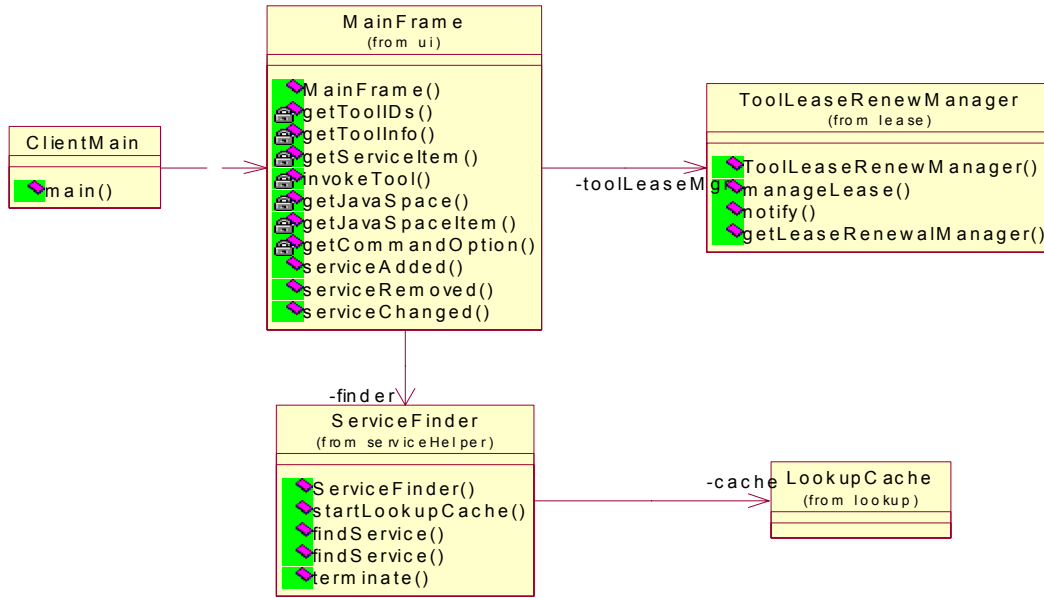 MainFrame
(from ui)
MainFrame()
getToolIDs()
getToolInfo()
getServiceItem()
invokeTool()
getJavaSpace()
getJavaSpaceItem()
getCommandOption()
serviceAdded()
serviceRemoved()
serviceChanged()
ClientMain
main()
ToolLeaseRenewManager
(from lease)
ToolLeaseRenewManager()
manageLease()
notify()
getLeaseRenewalManager()
-toolLeaseMgr
-finder
ServiceFinder
(from serviceHelper)
ServiceFinder()
startLookupCache()
findService()
findService()
terminate()
-cache
LookupCache
(from lookup)